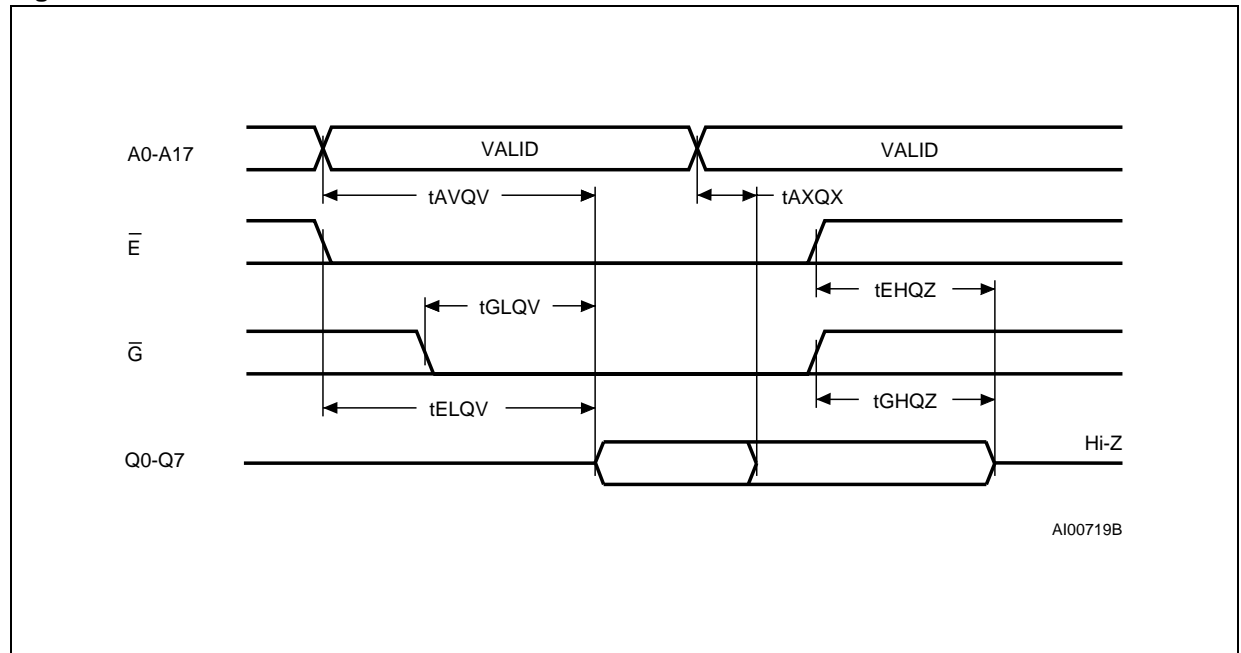 A0-A17
VALID
VALID
tAVQV
tAXQX
E̅
tEHQZ
tGLQV
G̅
tELQV
tGHQZ
Hi-Z
Q0-Q7
AI00719B